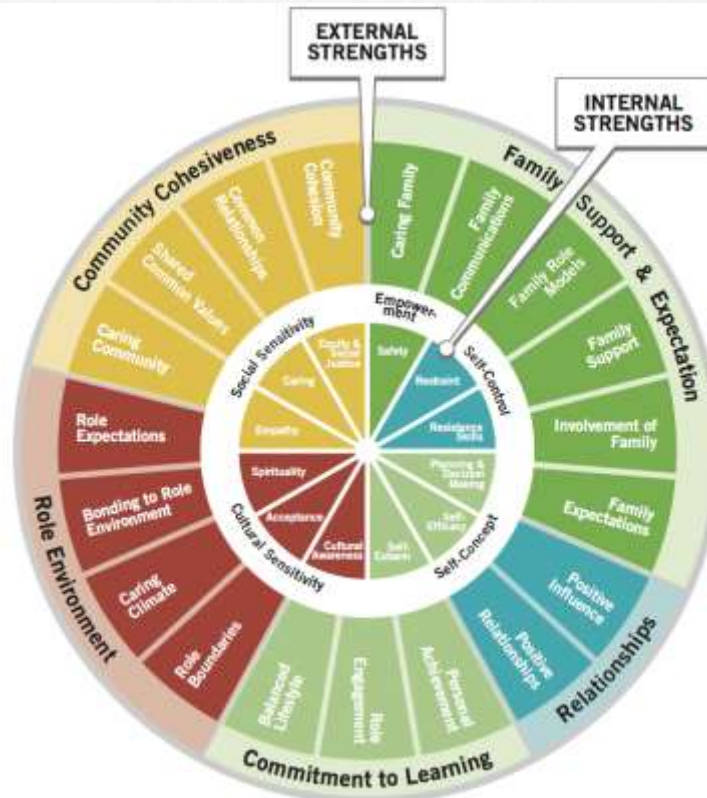 EXTERNAL
STRENGTHS
INTERNAL
STRENGTHS
Community Cohesiveness
Caring
Community
Shared
Common Values
Common
Relationships
Community
Cohesion
Family Support & Expectation
Caring Family
Family
Communications
Family Role
Models
Family
Support
Involvement of
Family
Family
Expectations
Relationships
Positive
Influence
Positive
Relationships
Commitment to Learning
Personal
Achievement
Role
Engagement
Balanced
Lifestyle
Role Environment
Role
Boundaries
Caring
Climate
Bonding to Role
Environment
Role
Expectations
Social Sensitivity
Empathy
Caring
Equity &
Social
Justice
Empower-
ment
Safety
Self-Control
Restraint
Resistance
Skills
Self-Concept
Planning &
Decision
Making
Self-
Efficacy
Self-
Esteem
Cultural Sensitivity
Cultural
Awareness
Acceptance
Spirituality